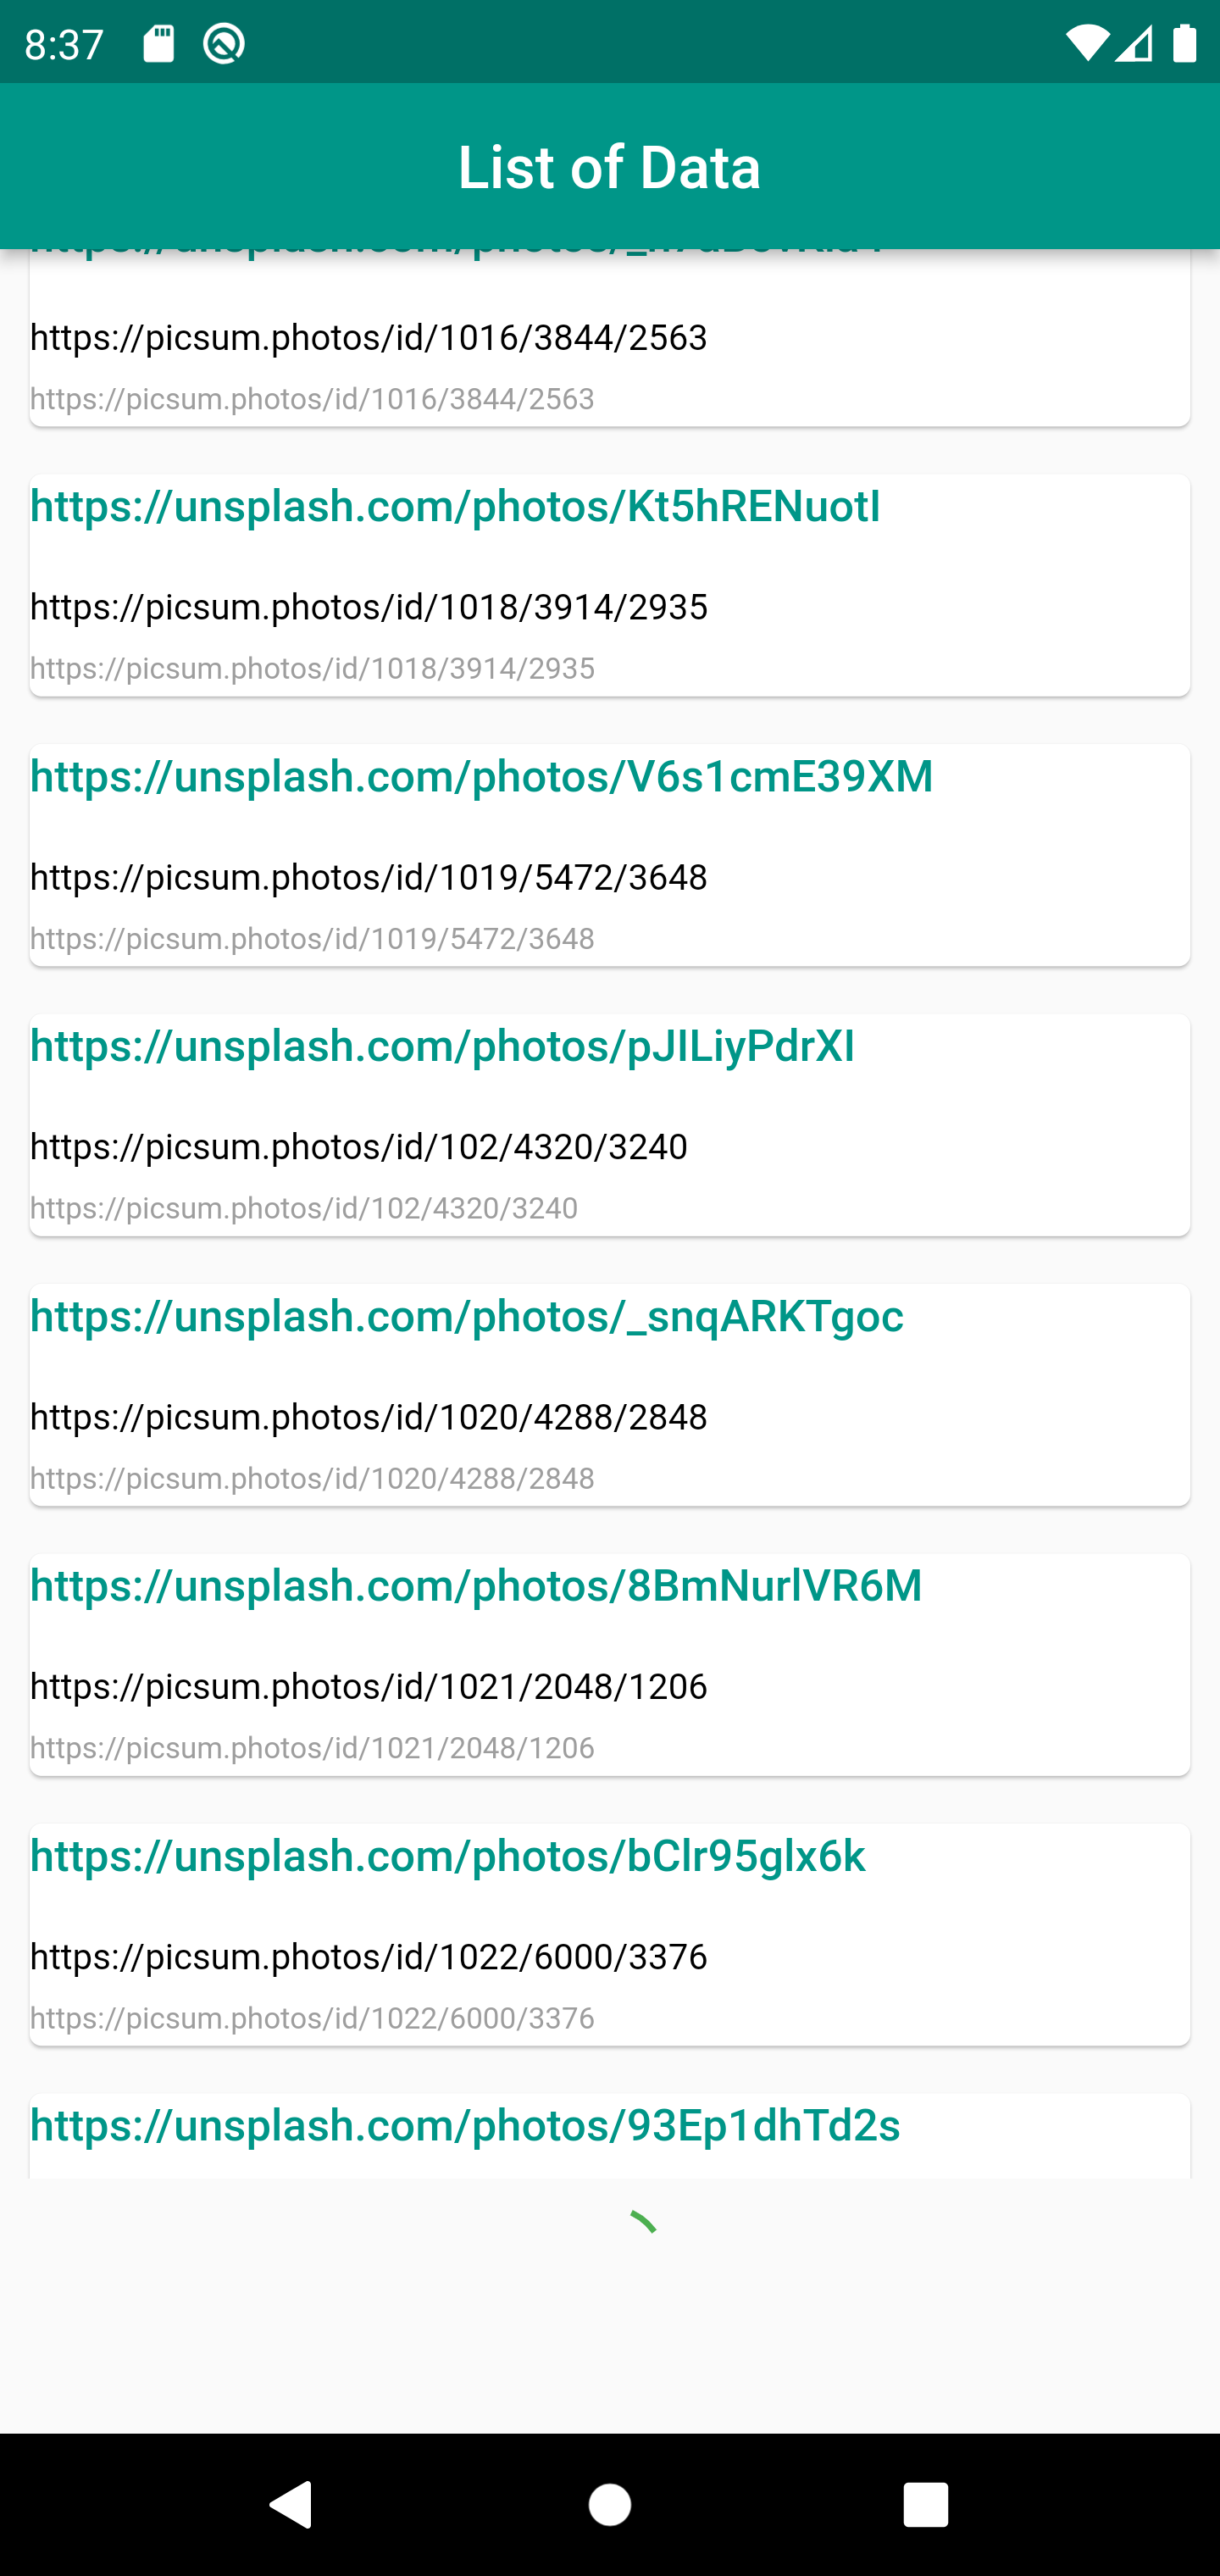 8:37
List of Data
https://picsum.photos/id/1016/3844/2563
https://picsum.photos/id/1016/3844/2563
https://unsplash.com/photos/Kt5hRENuotI
https://picsum.photos/id/1018/3914/2935
https://picsum.photos/id/1018/3914/2935
https://unsplash.com/photos/V6s1cmE39XM
https://picsum.photos/id/1019/5472/3648
https://picsum.photos/id/1019/5472/3648
https://unsplash.com/photos/pJILiyPdrXI
https://picsum.photos/id/102/4320/3240
https://picsum.photos/id/102/4320/3240
https://unsplash.com/photos/_snqARKTgoc
https://picsum.photos/id/1020/4288/2848
https://picsum.photos/id/1020/4288/2848
https://unsplash.com/photos/8BmNurlVR6M
https://picsum.photos/id/1021/2048/1206
https://picsum.photos/id/1021/2048/1206
https://unsplash.com/photos/bClr95glx6k
https://picsum.photos/id/1022/6000/3376
https://picsum.photos/id/1022/6000/3376
https://unsplash.com/photos/93Ep1dhTd2s